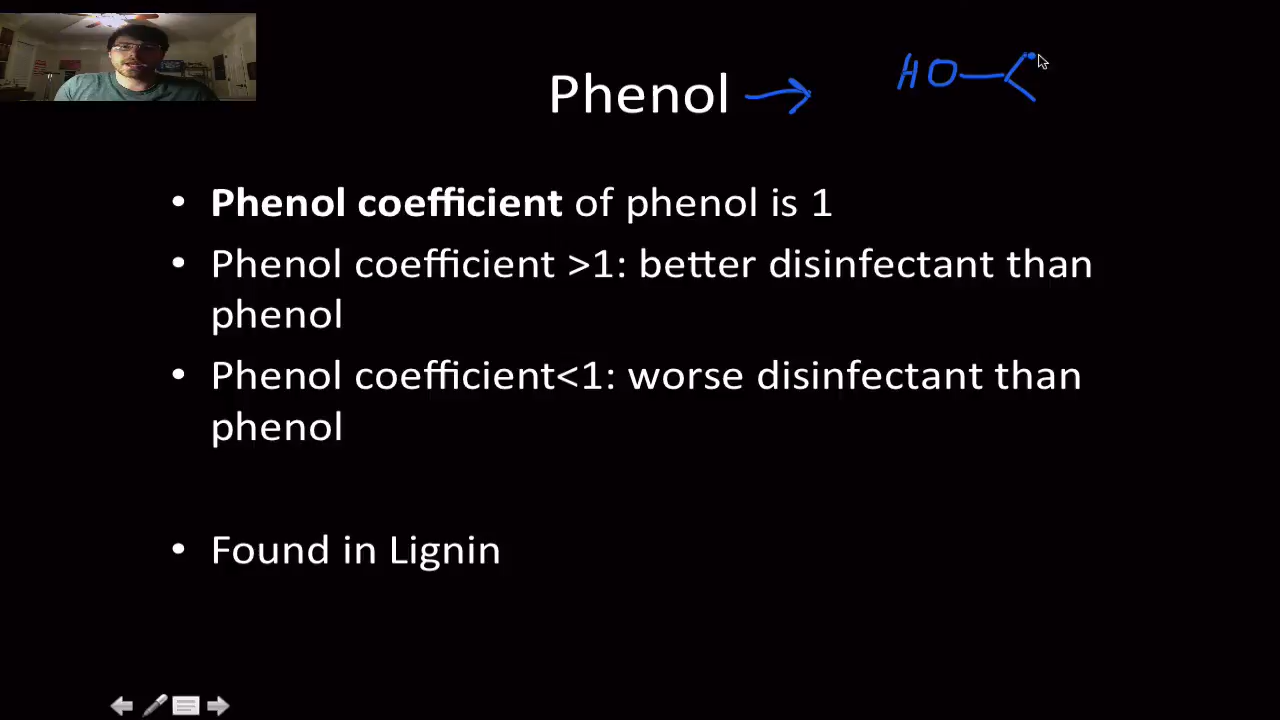 Phenol → HO
• Phenol coefficient of phenol is 1
• Phenol coefficient >1: better disinfectant than
phenol
• Phenol coefficient<1: worse disinfectant than
phenol
• Found in Lignin